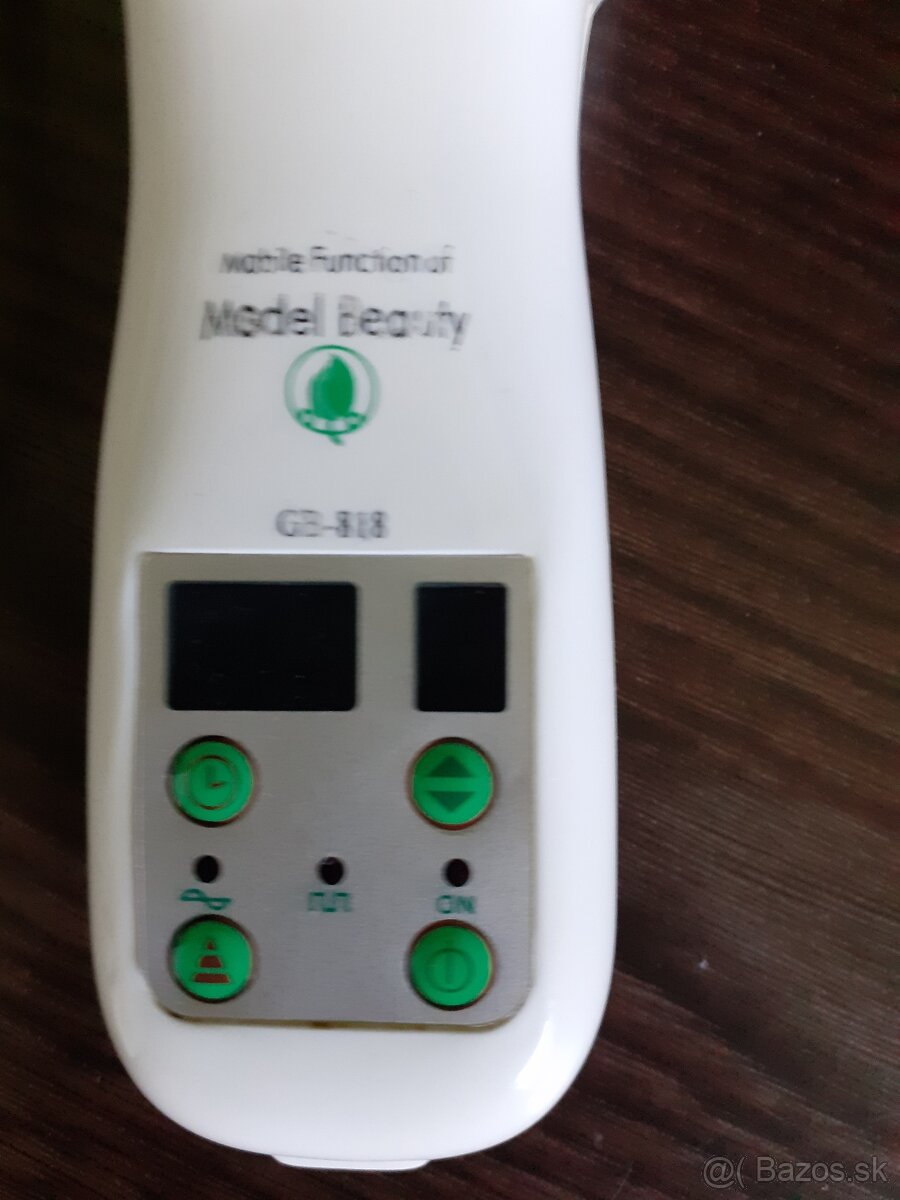 Mobile Function of
Model Beauty
GB-818
ON
@( Bazos.sk